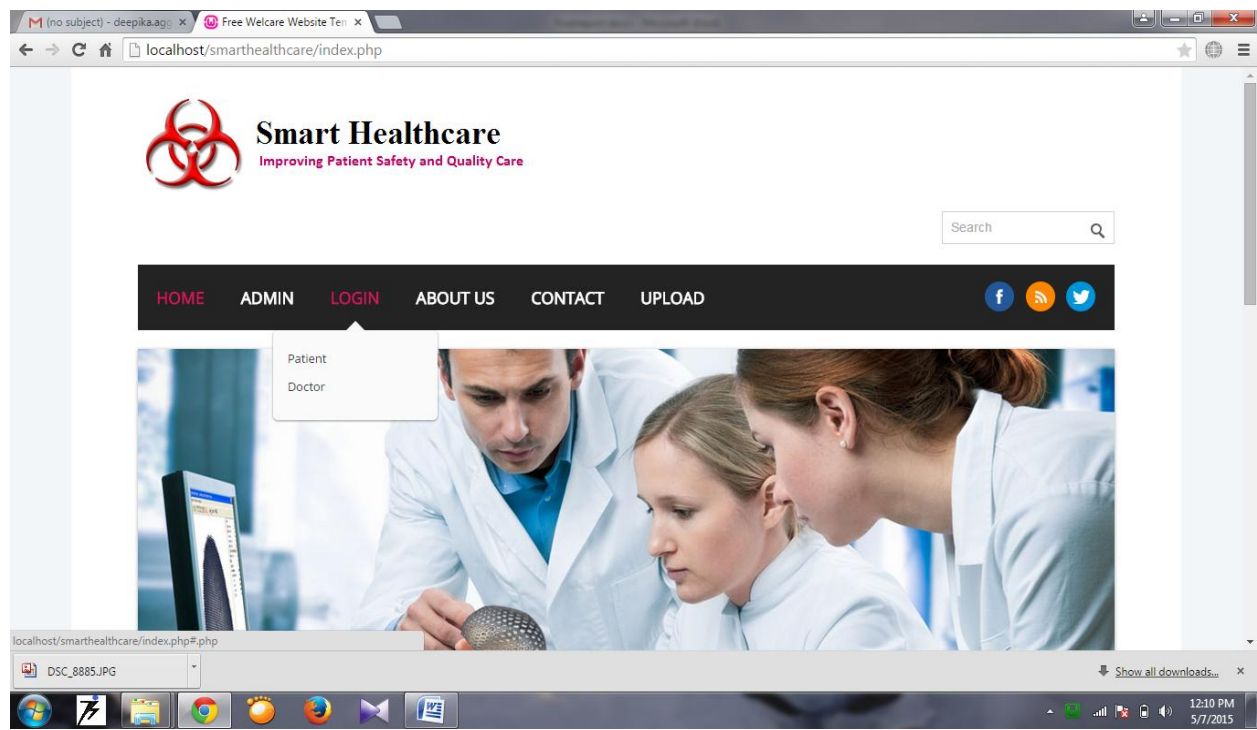 (no subject) - deepika.agg
Free Welcare Website Ten
localhost/smarthealthcare/index.php
Smart Healthcare
Improving Patient Safety and Quality Care
Search
HOME ADMIN LOGIN ABOUT US CONTACT UPLOAD
Patient
Doctor
localhost/smarthealthcare/index.php#.php
DSC_8885.JPG
Show all downloads...
12:10 PM
5/7/2015